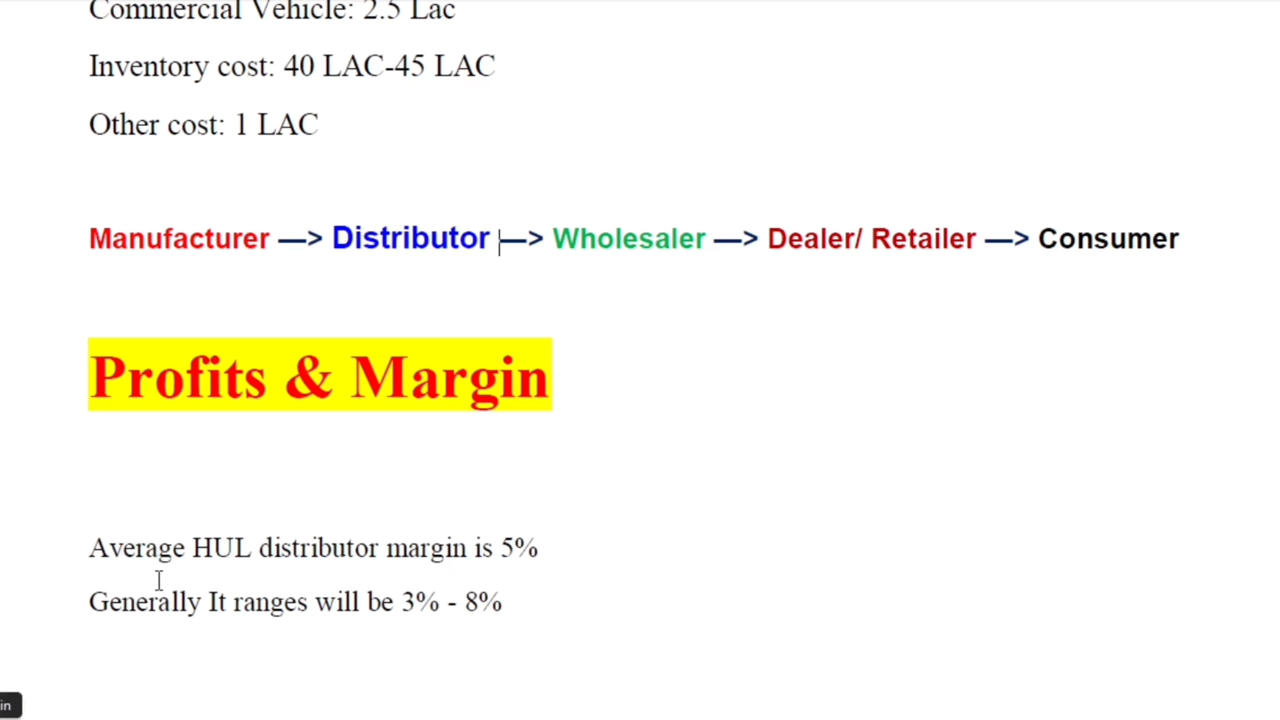 Commercial Vehicle: 2.5 Lac
Inventory cost: 40 LAC-45 LAC
Other cost: 1 LAC
Manufacturer —> Distributor —> Wholesaler —> Dealer/ Retailer —> Consumer
Profits & Margin
Average HUL distributor margin is 5%
Generally It ranges will be 3% - 8%
in